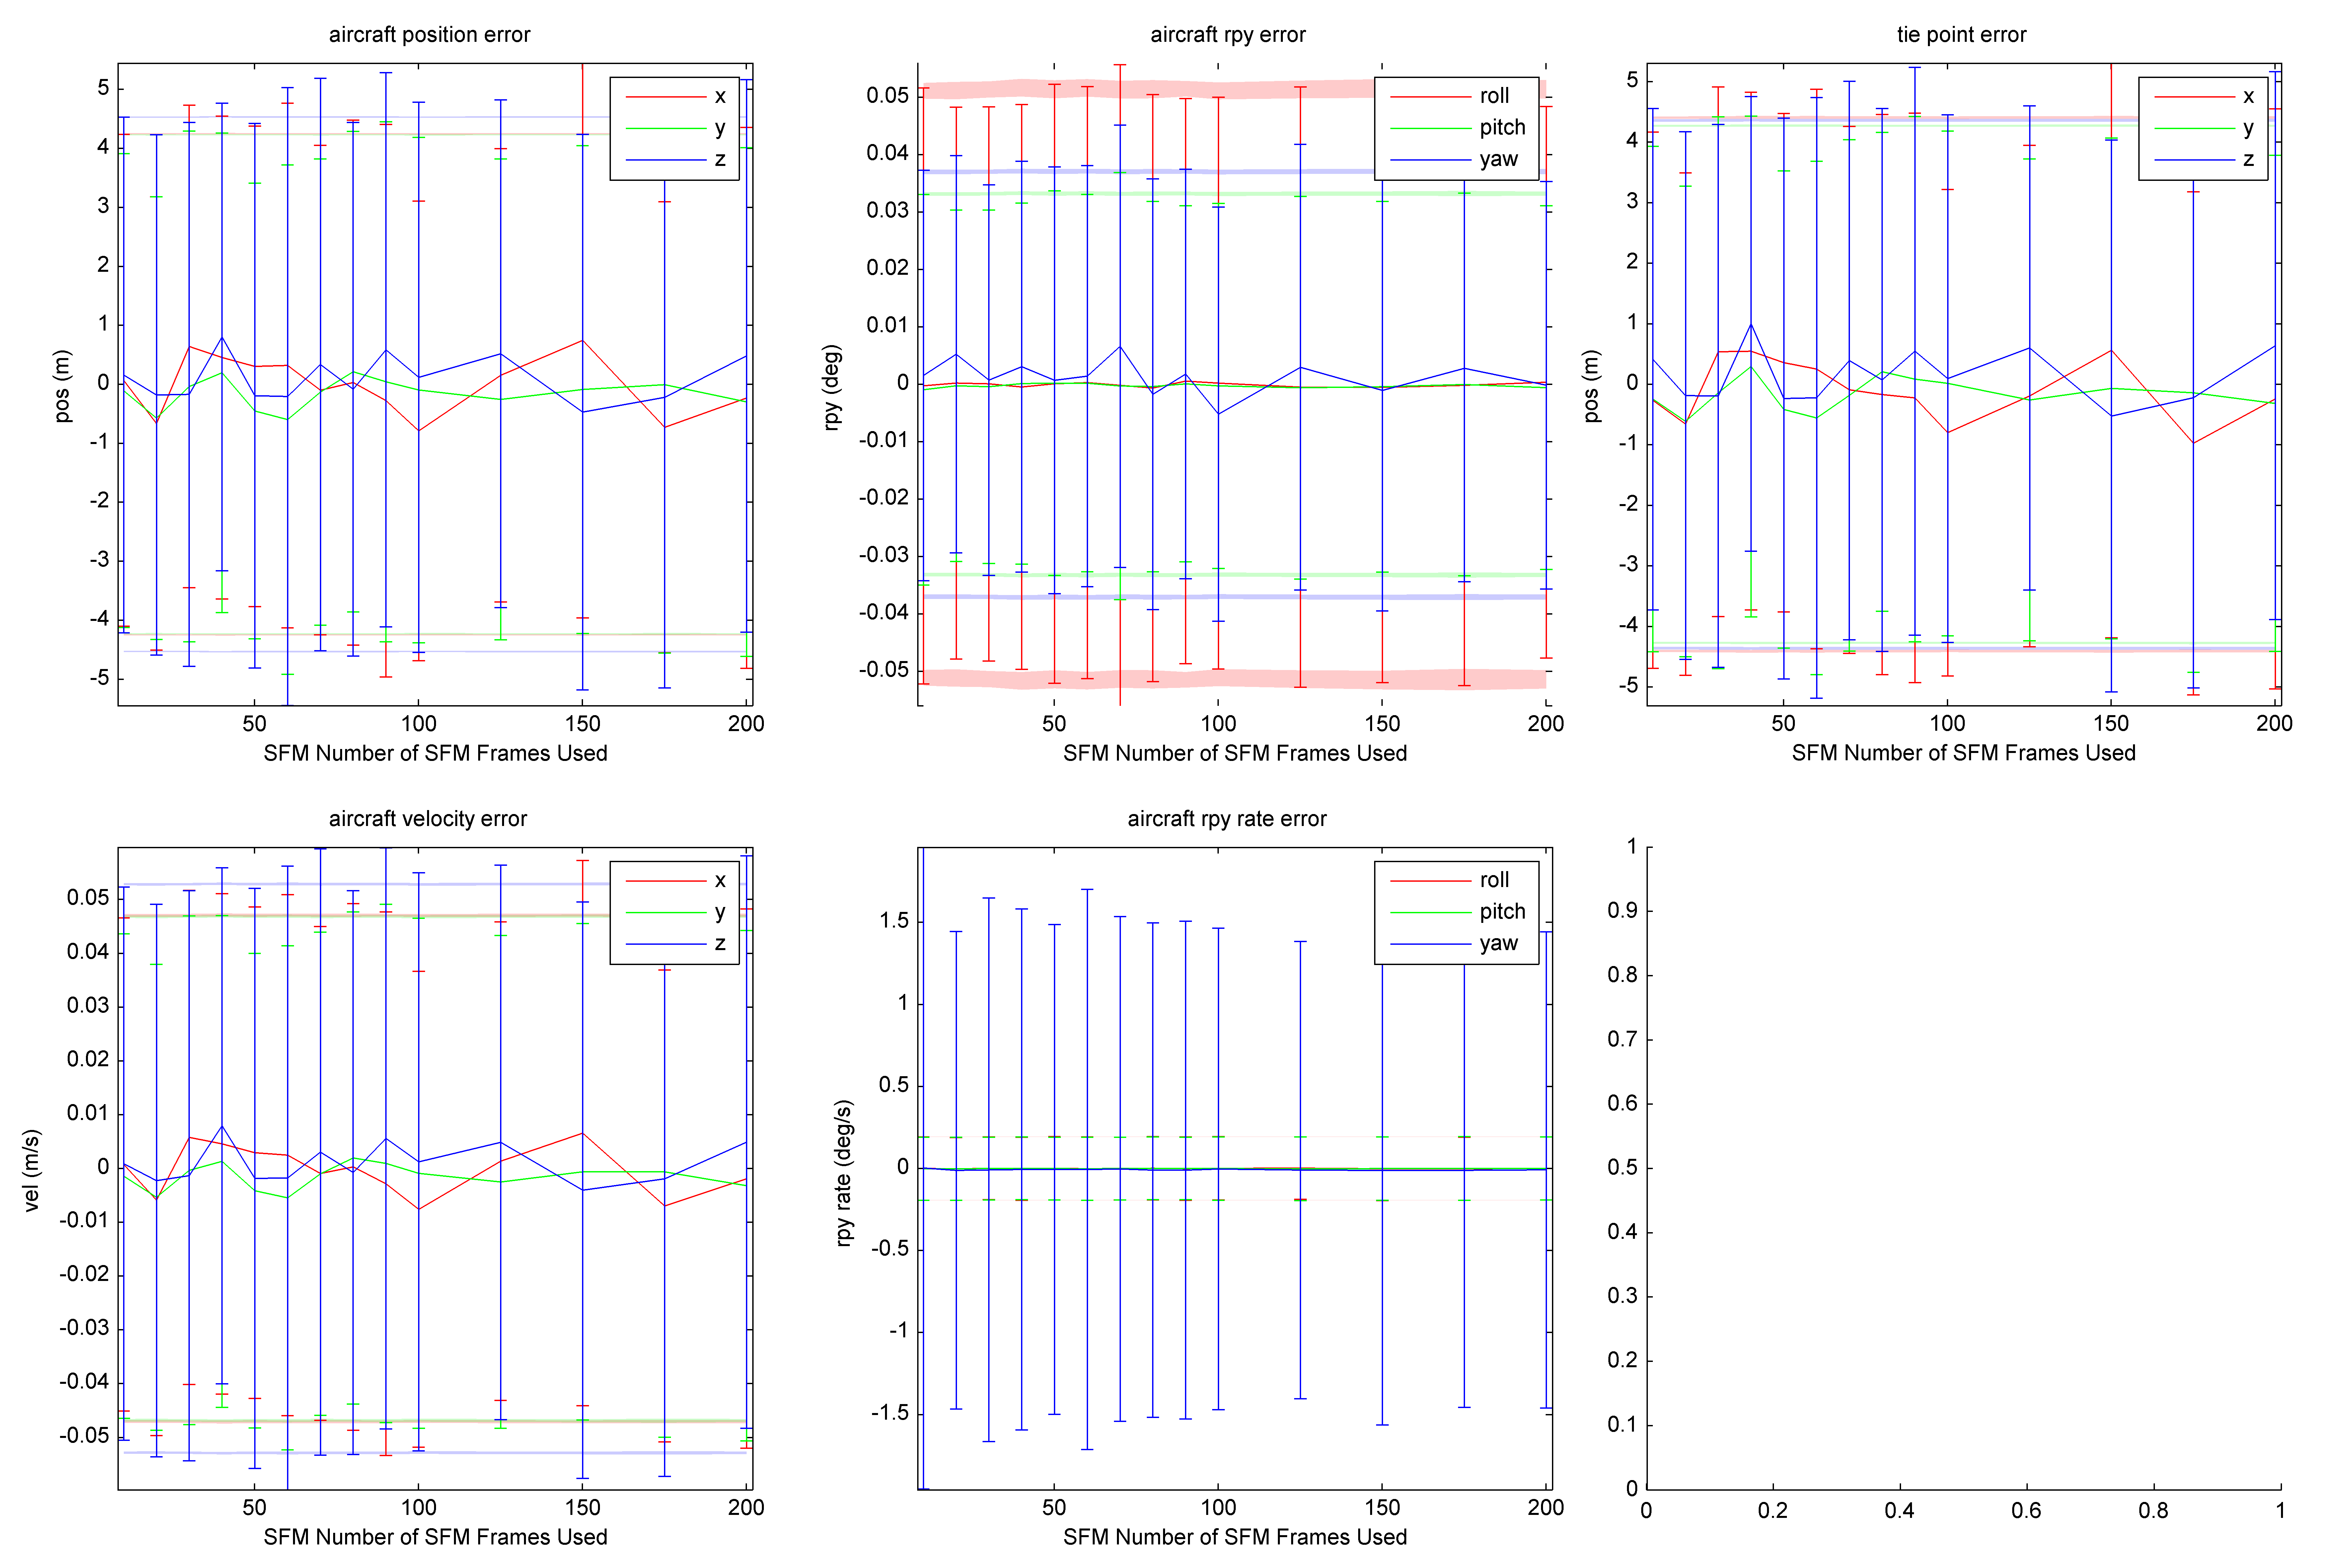 aircraft position error
5
4
3
2
1
0
-1
-2
-3
-4
-5
pos (m)
x
y
z
50
100
150
200
SFM Number of SFM Frames Used
aircraft rpy error
0.05
0.04
0.03
0.02
0.01
0
-0.01
-0.02
-0.03
-0.04
-0.05
rpy (deg)
roll
pitch
yaw
50
100
150
200
SFM Number of SFM Frames Used
tie point error
5
4
3
2
1
0
-1
-2
-3
-4
-5
pos (m)
x
y
z
50
100
150
200
SFM Number of SFM Frames Used
aircraft velocity error
0.05
0.04
0.03
0.02
0.01
0
-0.01
-0.02
-0.03
-0.04
-0.05
vel (m/s)
x
y
z
50
100
150
200
SFM Number of SFM Frames Used
aircraft rpy rate error
1.5
1
0.5
0
-0.5
-1
-1.5
rpy rate (deg/s)
roll
pitch
yaw
50
100
150
200
SFM Number of SFM Frames Used
1
0.9
0.8
0.7
0.6
0.5
0.4
0.3
0.2
0.1
0
0
0.2
0.4
0.6
0.8
1